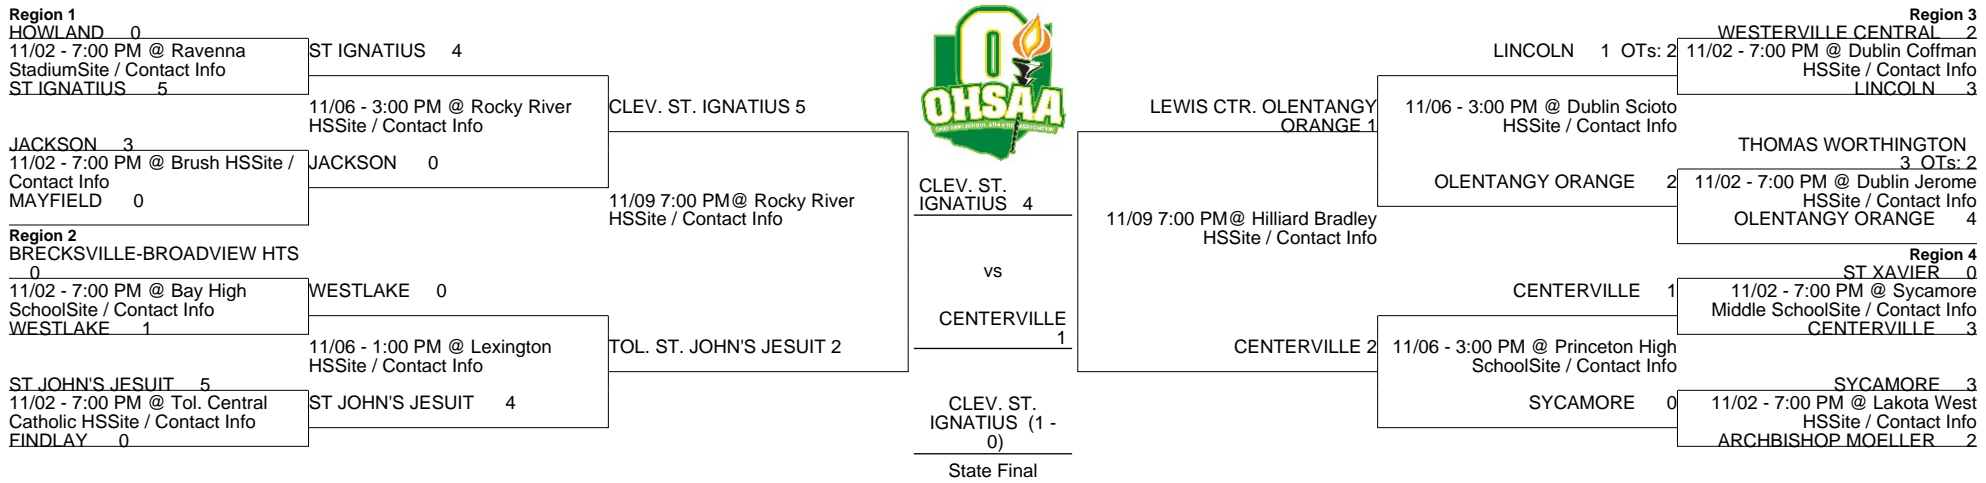 Region 1
HOWLAND 0
11/02 - 7:00 PM @ Ravenna
StadiumSite / Contact Info
ST IGNATIUS 5
JACKSON 3
11/02 - 7:00 PM @ Brush HSSite /
Contact Info
MAYFIELD 0
Region 2
BRECKSVILLE-BROADVIEW HTS
0
11/02 - 7:00 PM @ Bay High
SchoolSite / Contact Info
WESTLAKE 1
ST JOHN'S JESUIT 5
11/02 - 7:00 PM @ Tol. Central
Catholic HSSite / Contact Info
FINDLAY 0
ST IGNATIUS 4
11/06 - 3:00 PM @ Rocky River
HSSite / Contact Info
JACKSON 0
WESTLAKE 0
11/06 - 1:00 PM @ Lexington
HSSite / Contact Info
ST JOHN'S JESUIT 4
CLEV. ST. IGNATIUS 5
11/09 7:00 PM@ Rocky River
HSSite / Contact Info
TOL. ST. JOHN'S JESUIT 2
OHSAA
CLEV. ST.
IGNATIUS 4
vs
CENTERVILLE
1
CLEV. ST.
IGNATIUS (1 -
0)
State Final
LEWIS CTR. OLENTANGY
ORANGE 1
11/09 7:00 PM@ Hilliard Bradley
HSSite / Contact Info
CENTERVILLE 2
LINCOLN 1 OTs: 2
11/06 - 3:00 PM @ Dublin Scioto
HSSite / Contact Info
OLENTANGY ORANGE 2
CENTERVILLE 1
11/06 - 3:00 PM @ Princeton High
SchoolSite / Contact Info
SYCAMORE 0
Region 3
WESTERVILLE CENTRAL 2
11/02 - 7:00 PM @ Dublin Coffman
HSSite / Contact Info
LINCOLN 3
THOMAS WORTHINGTON
3 OTs: 2
11/02 - 7:00 PM @ Dublin Jerome
HSSite / Contact Info
OLENTANGY ORANGE 4
Region 4
ST XAVIER 0
11/02 - 7:00 PM @ Sycamore
Middle SchoolSite / Contact Info
CENTERVILLE 3
SYCAMORE 3
11/02 - 7:00 PM @ Lakota West
HSSite / Contact Info
ARCHBISHOP MOELLER 2